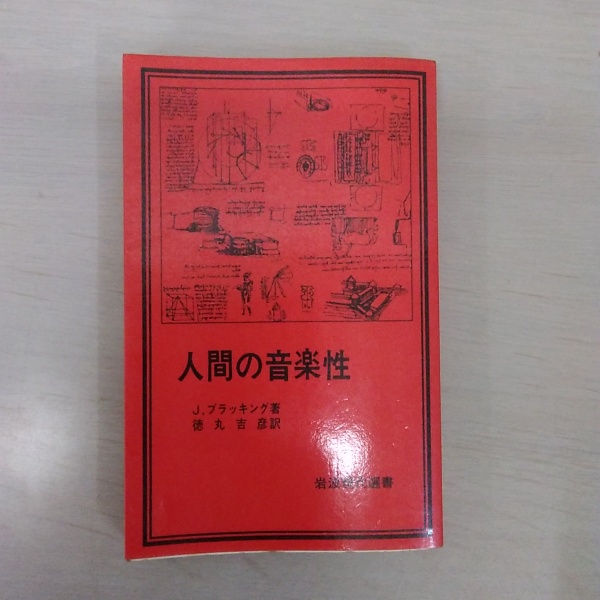 人間の音楽性
J.ブラッキング著
徳丸吉彦訳
岩波現代選書